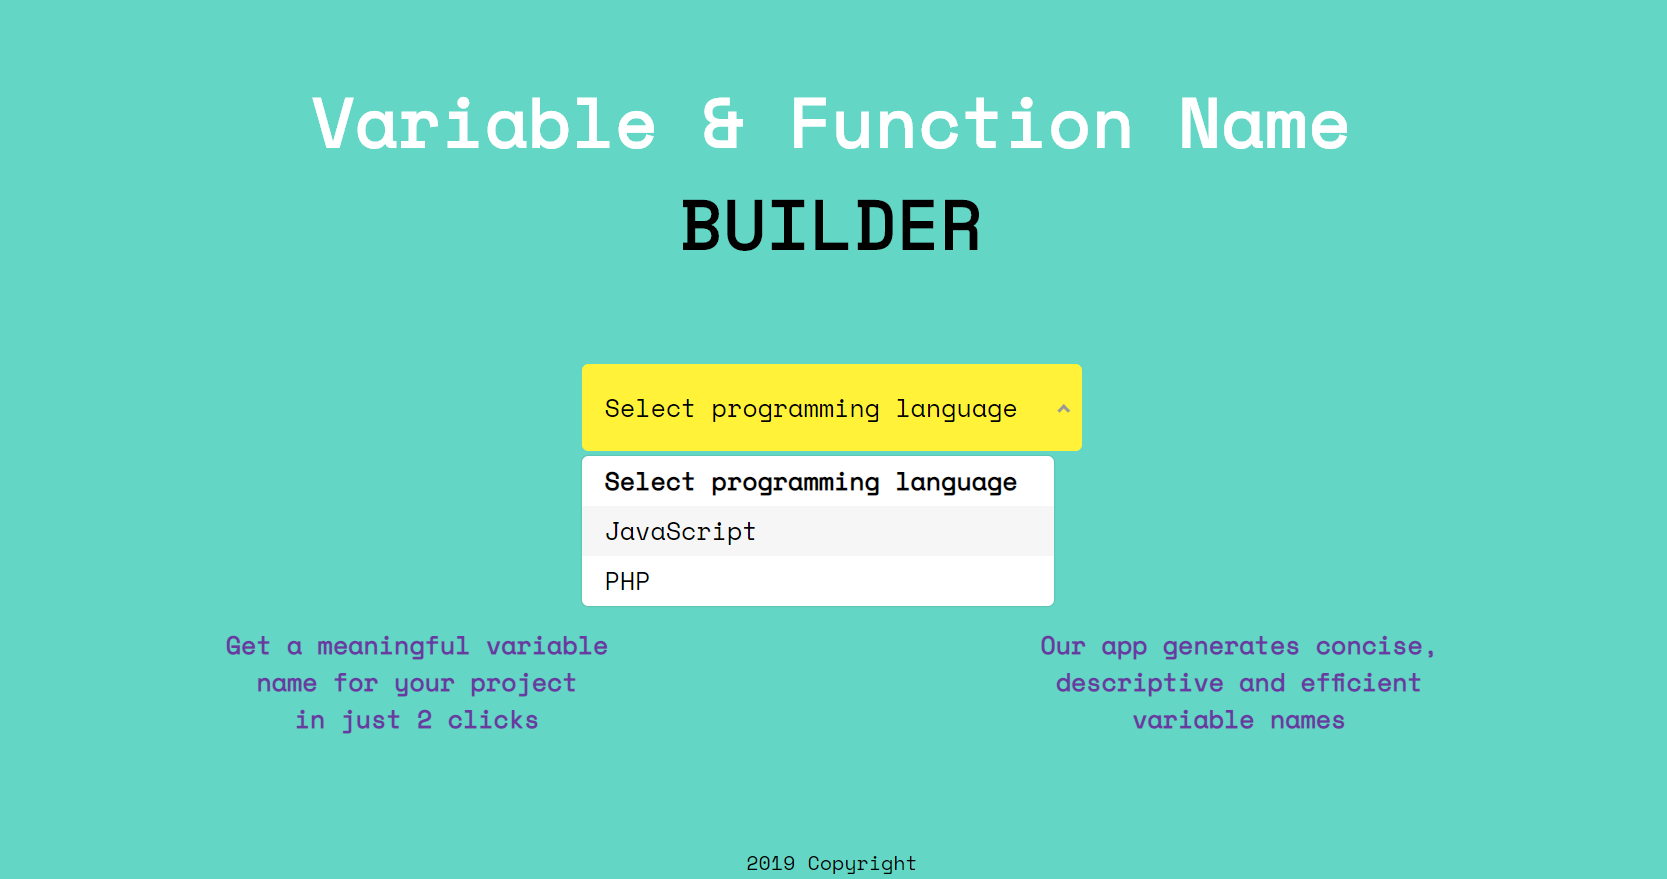 Variable & Function Name
BUILDER
Select programming language
Select programming language
JavaScript
PHP
Get a meaningful variable
name for your project
in just 2 clicks
Our app generates concise,
descriptive and efficient
variable names
2019 Copyright